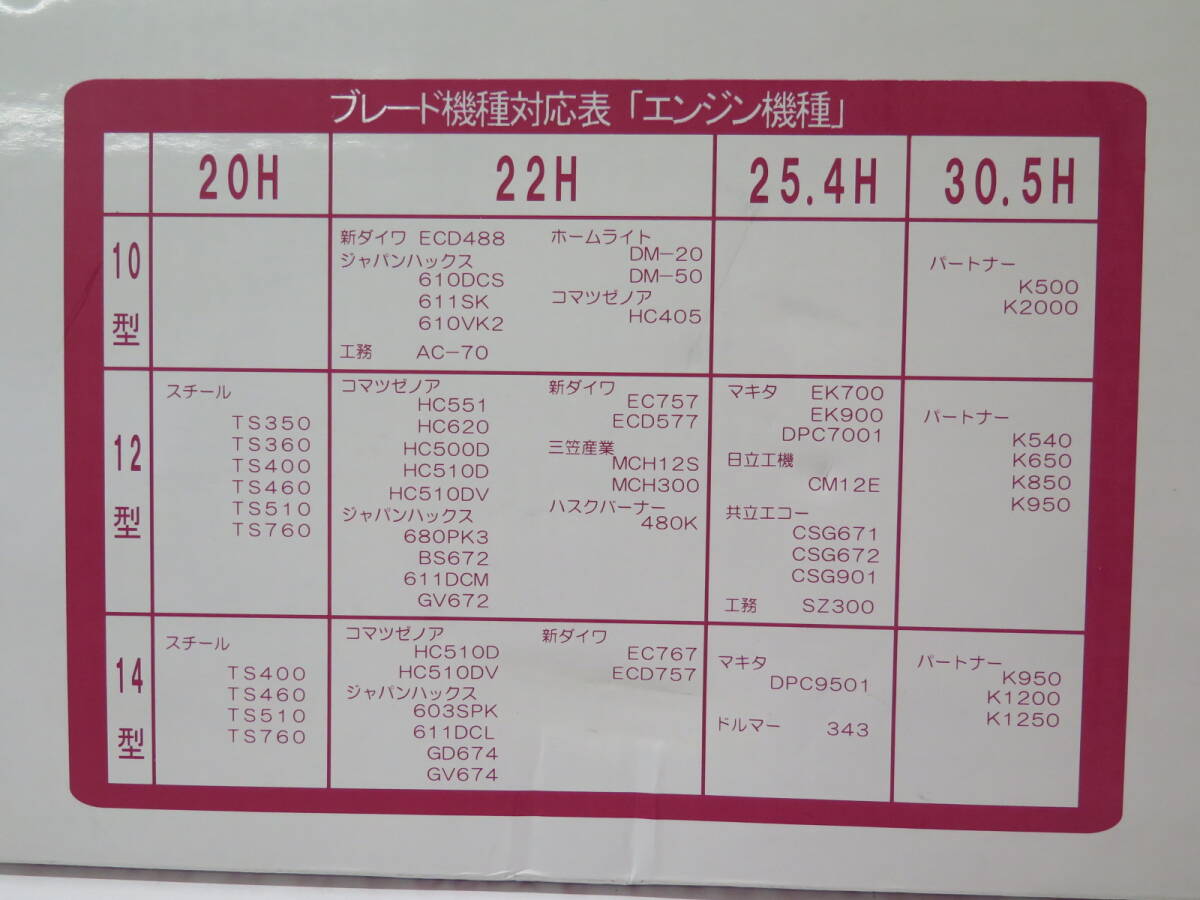 ブレード機種対応表「エンジン機種」
20H 22H 25.4H 30.5H
10型
新ダイワ ECD488
ジャパンハックス
610DCS
611SK
610VK2
工務 AC-70
ホームライト
DM-20
DM-50
コマツゼノア
HC405
パートナー
K500
K2000
12型
スチール
TS350
TS360
TS400
TS460
TS510
TS760
コマツゼノア
HC551
HC620
HC500D
HC510D
HC510DV
ジャパンハックス
680PK3
BS672
611DCM
GV672
新ダイワ
EC757
ECD577
三笠産業
MCH12S
MCH300
ハスクバーナー
480K
マキタ EK700
EK900
DPC7001
日立工機
CM12E
共立エコー
CSG671
CSG672
CSG901
工務 SZ300
パートナー
K540
K650
K850
K950
14型
スチール
TS400
TS460
TS510
TS760
コマツゼノア
HC510D
HC510DV
ジャパンハックス
603SPK
611DCL
GD674
GV674
新ダイワ
EC767
ECD757
マキタ
DPC9501
ドルマー 343
パートナー
K950
K1200
K1250